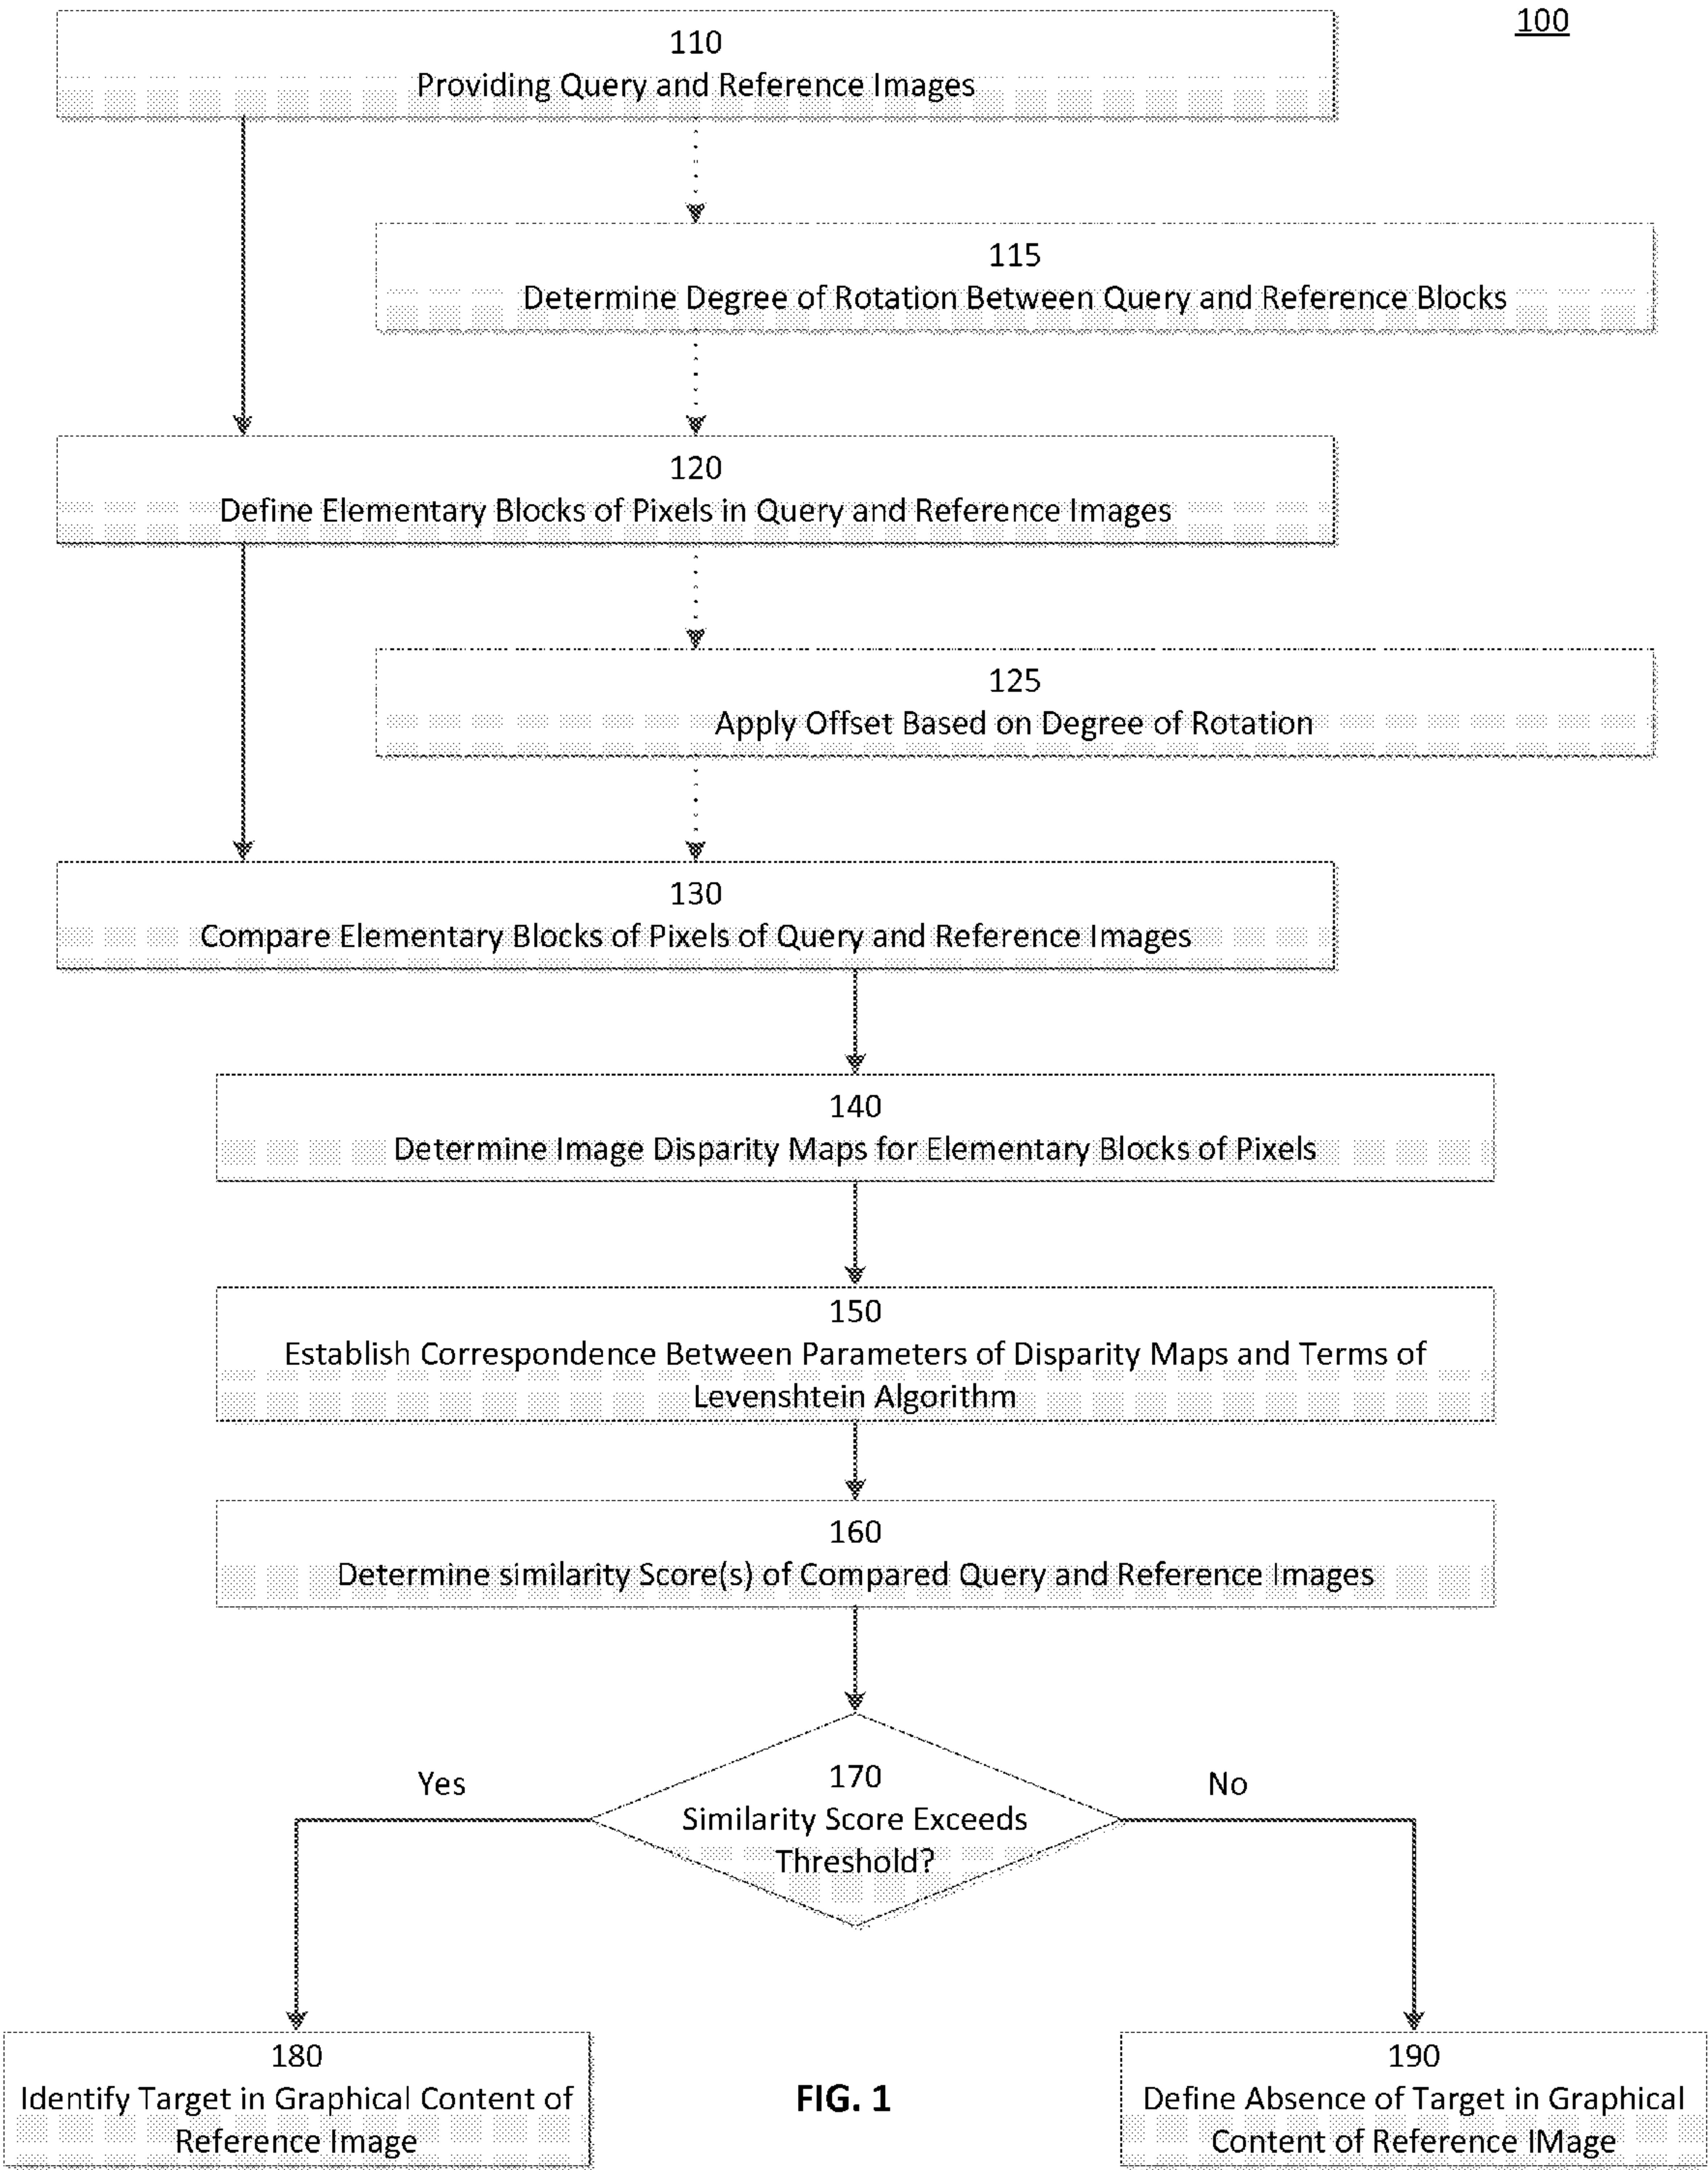 100
110
Providing Query and Reference Images
115
Determine Degree of Rotation Between Query and Reference Blocks
120
Define Elementary Blocks of Pixels in Query and Reference Images
125
Apply Offset Based on Degree of Rotation
130
Compare Elementary Blocks of Pixels of Query and Reference Images
140
Determine Image Disparity Maps for Elementary Blocks of Pixels
150
Establish Correspondence Between Parameters of Disparity Maps and Terms of
Levenshtein Algorithm
160
Determine similarity Score(s) of Compared Query and Reference Images
170
Similarity Score Exceeds
Threshold?
Yes
No
180
Identify Target in Graphical Content of
Reference Image
190
Define Absence of Target in Graphical
Content of Reference IMage
FIG. 1